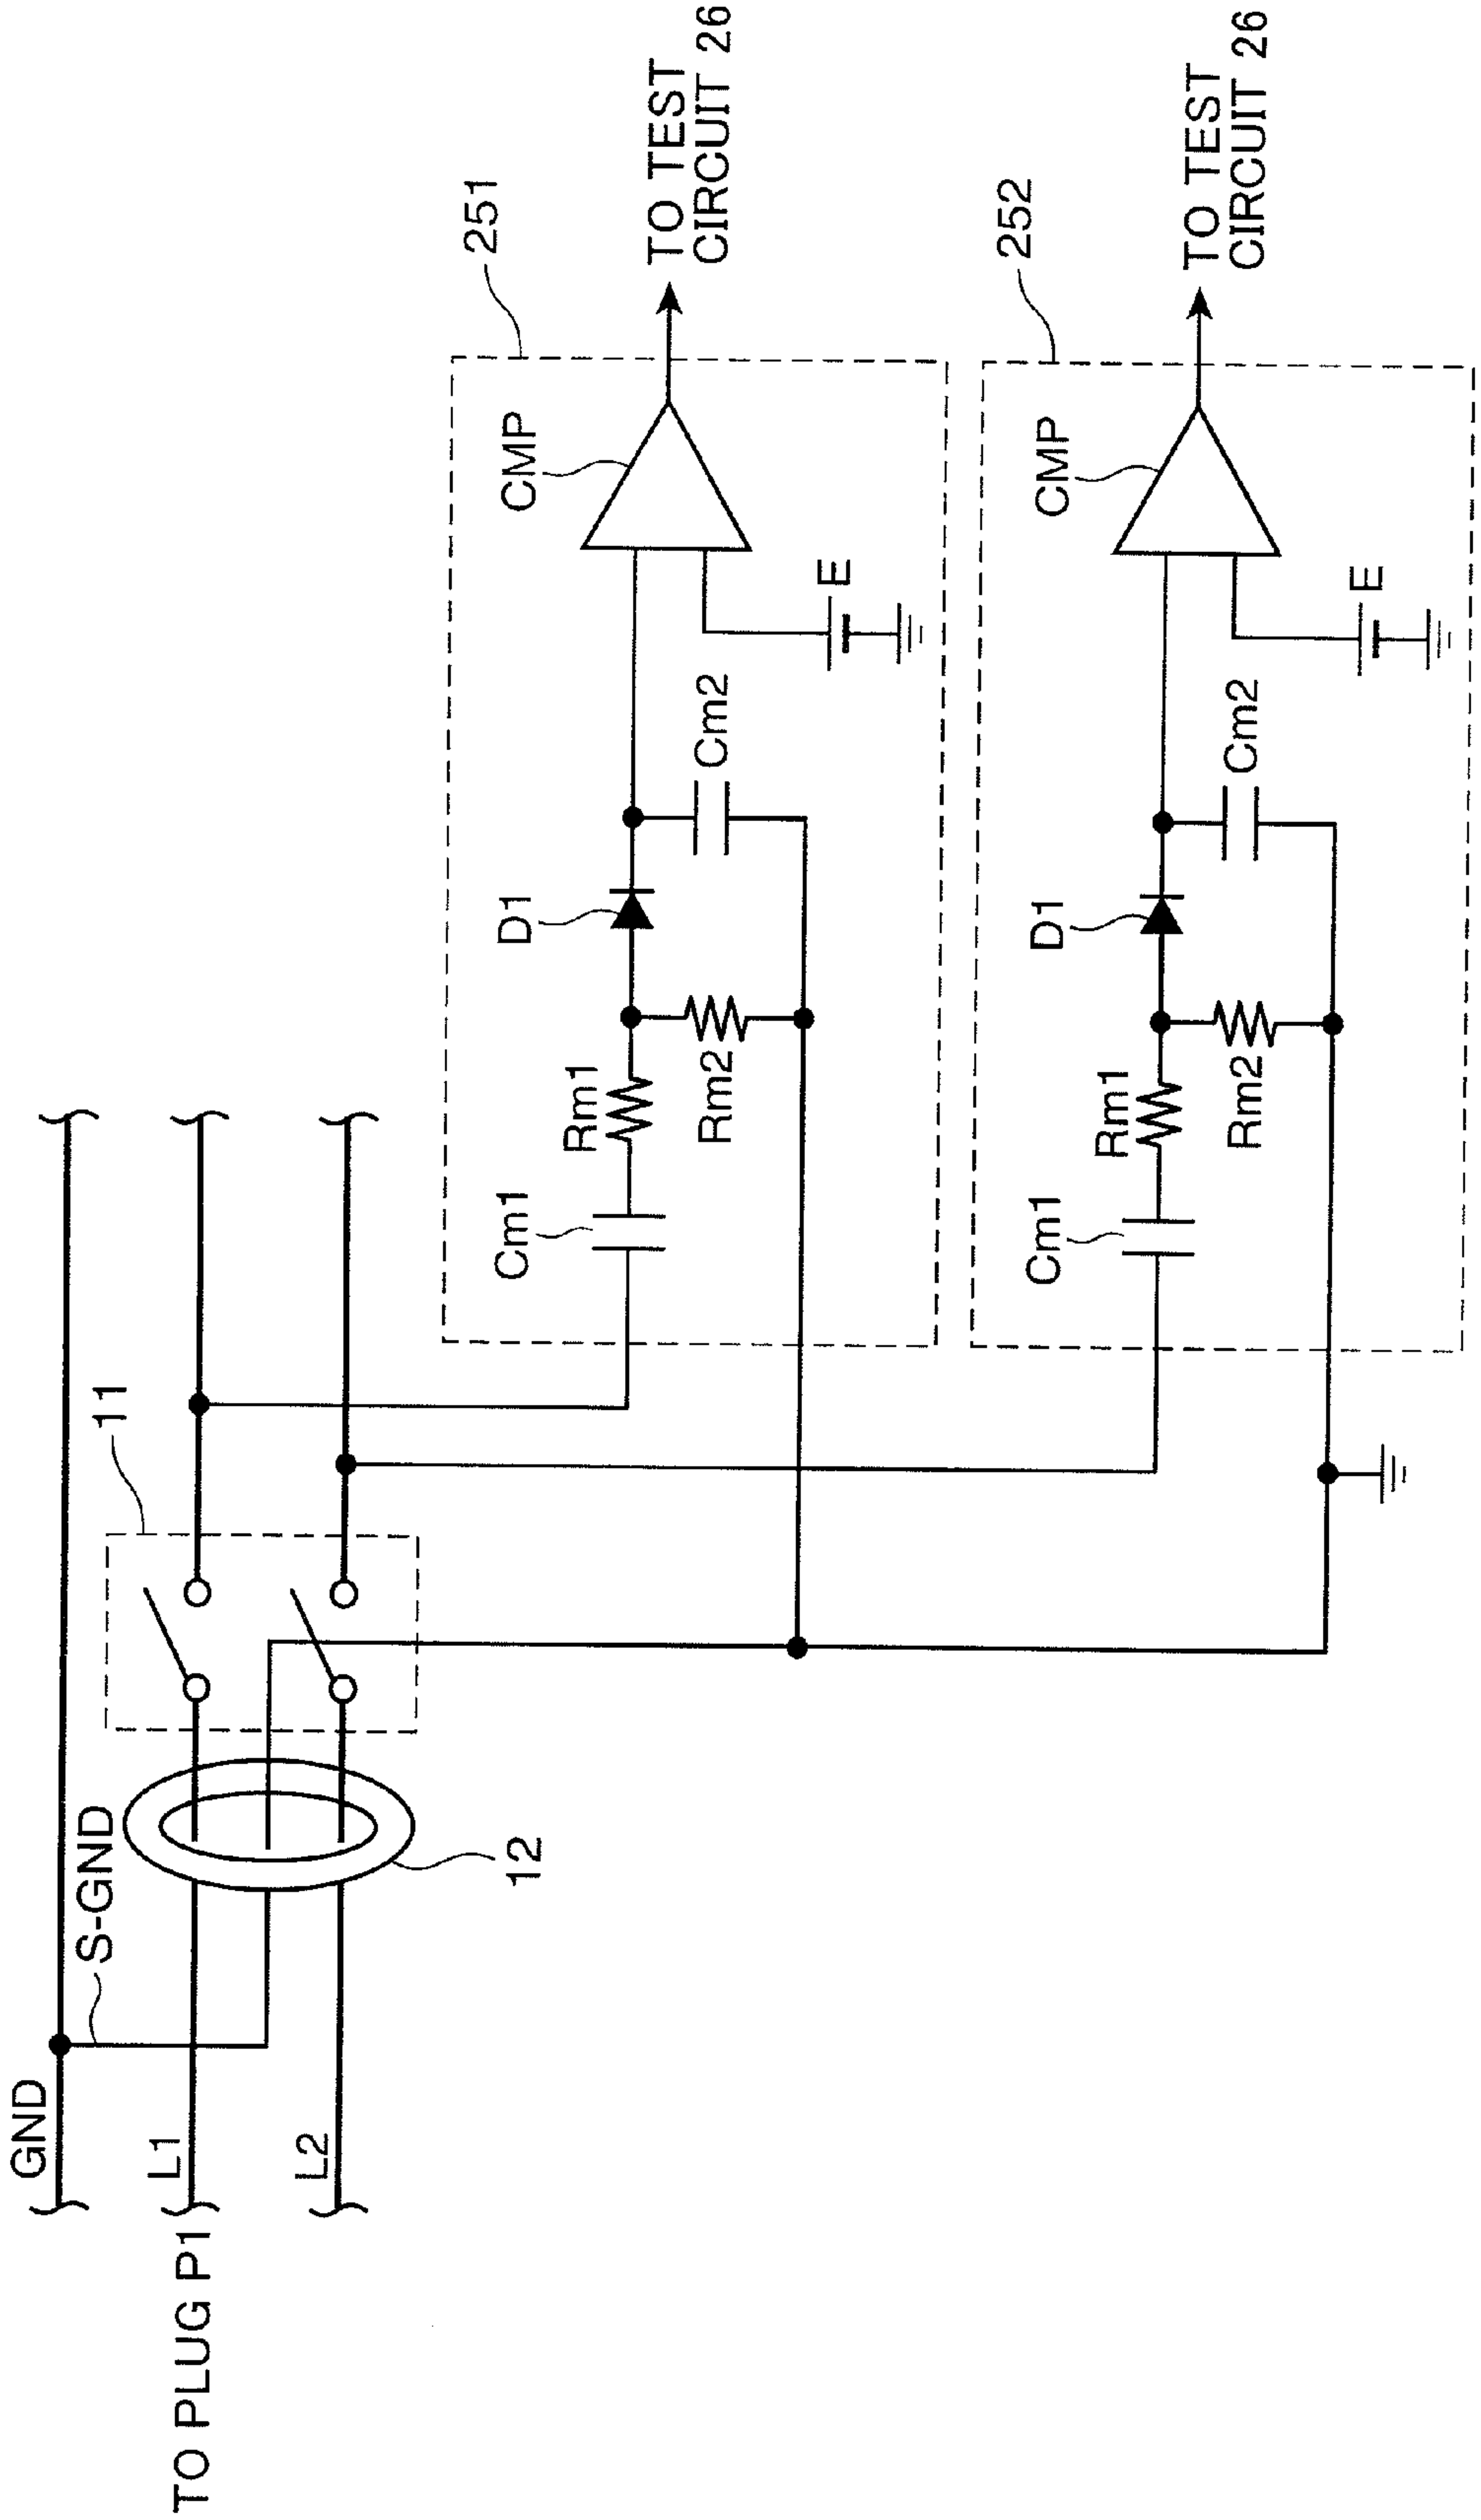 TO PLUG P1
GND
L1
L2
S-GND
12
11
251
Cm1
Rm1
Rm2
D1
Cm2
CMP
E
TO TEST
CIRCUIT 26
252
Cm1
Rm1
Rm2
D1
Cm2
CMP
E
TO TEST
CIRCUIT 26